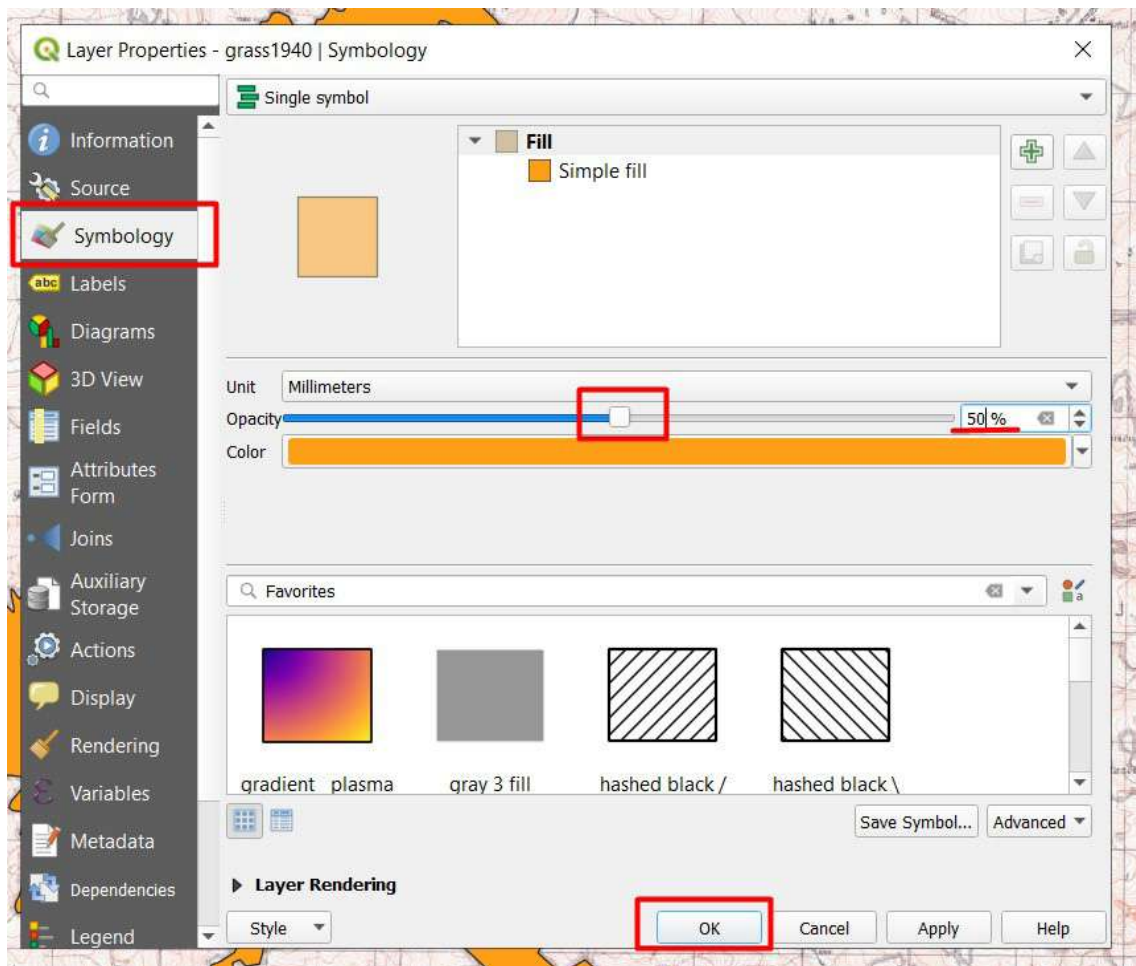 Layer Properties - grass1940 | Symbology
Single symbol
Information
Source
Symbology
abc Labels
Diagrams
3D View
Fields
Attributes
Form
Joins
Auxiliary
Storage
Actions
Display
Rendering
Variables
Metadata
Dependencies
Legend
Fill
Simple fill
Unit Millimeters
Opacity 50 %
Color
Favorites
gradient plasma gray 3 fill hashed black / hashed black \
Save Symbol... Advanced
Layer Rendering
Style OK Cancel Apply Help